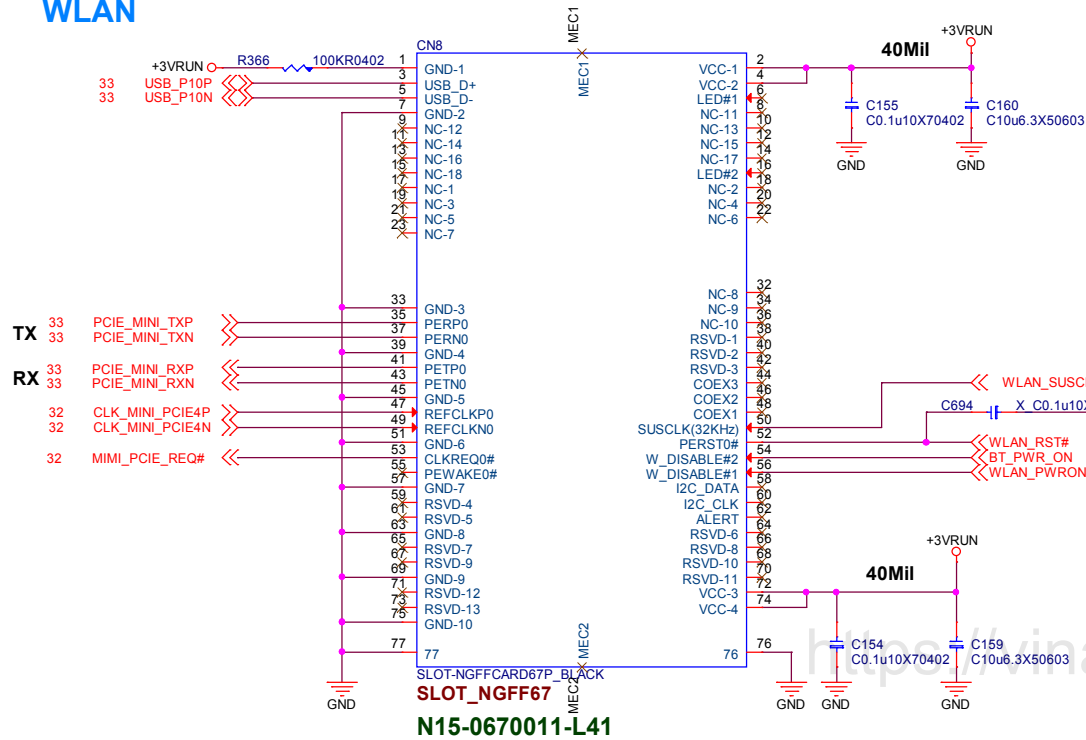 WLAN
MEC1
CN8
+3VRUN
R366
100KR0402
40Mil
+3VRUN
1 GND-1 MEC1 VCC-1 2
33 USB_P10P 3 USB_D+ VCC-2 4
33 USB_P10N 5 USB_D- LED#1 6
7 GND-2 NC-11 8
9 NC-12 NC-13 10
11 NC-14 NC-15 12
13 NC-16 NC-17 14
15 NC-18 LED#2 16
17 NC-1 NC-2 18
19 NC-3 NC-4 20
21 NC-5 NC-6 22
23 NC-7
C155
C0.1u10X70402
C160
C10u6.3X50603
GND
GND
NC-8 32
33 GND-3 NC-9 34
TX 33 PCIE_MINI_TXP 35 PERP0 NC-10 36
33 PCIE_MINI_TXN 37 PERN0 RSVD-1 38
39 GND-4 RSVD-2 40
RX 33 PCIE_MINI_RXP 41 PETP0 RSVD-3 42
33 PCIE_MINI_RXN 43 PETN0 COEX3 44 WLAN_SUSC
45 GND-5 COEX2 46
32 CLK_MINI_PCIE4P 47 REFCLKP0 COEX1 48 C694 X_C0.1u10
32 CLK_MINI_PCIE4N 49 REFCLKN0 SUSCLK(32KHz) 50
51 GND-6 PERST0# 52 WLAN_RST#
32 MIMI_PCIE_REQ# 53 CLKREQ0# W_DISABLE#2 54 BT_PWR_ON
55 PEWAKE0# W_DISABLE#1 56 WLAN_PWRON
57 GND-7 I2C_DATA 58
59 RSVD-4 I2C_CLK 60
61 RSVD-5 ALERT 62
63 GND-8 RSVD-6 64
65 RSVD-7 RSVD-8 66
67 RSVD-9 RSVD-10 68
69 GND-9 RSVD-11 70
71 RSVD-12 VCC-3 72
73 RSVD-13 VCC-4 74
75 GND-10
77 77 MEC2 76 76
+3VRUN
40Mil
C154
C0.1u10X70402
C159
C10u6.3X50603
https://vina
SLOT-NGFFCARD67P_BLACK
MEC2
SLOT_NGFF67
N15-0670011-L41
GND
GND
GND
GND